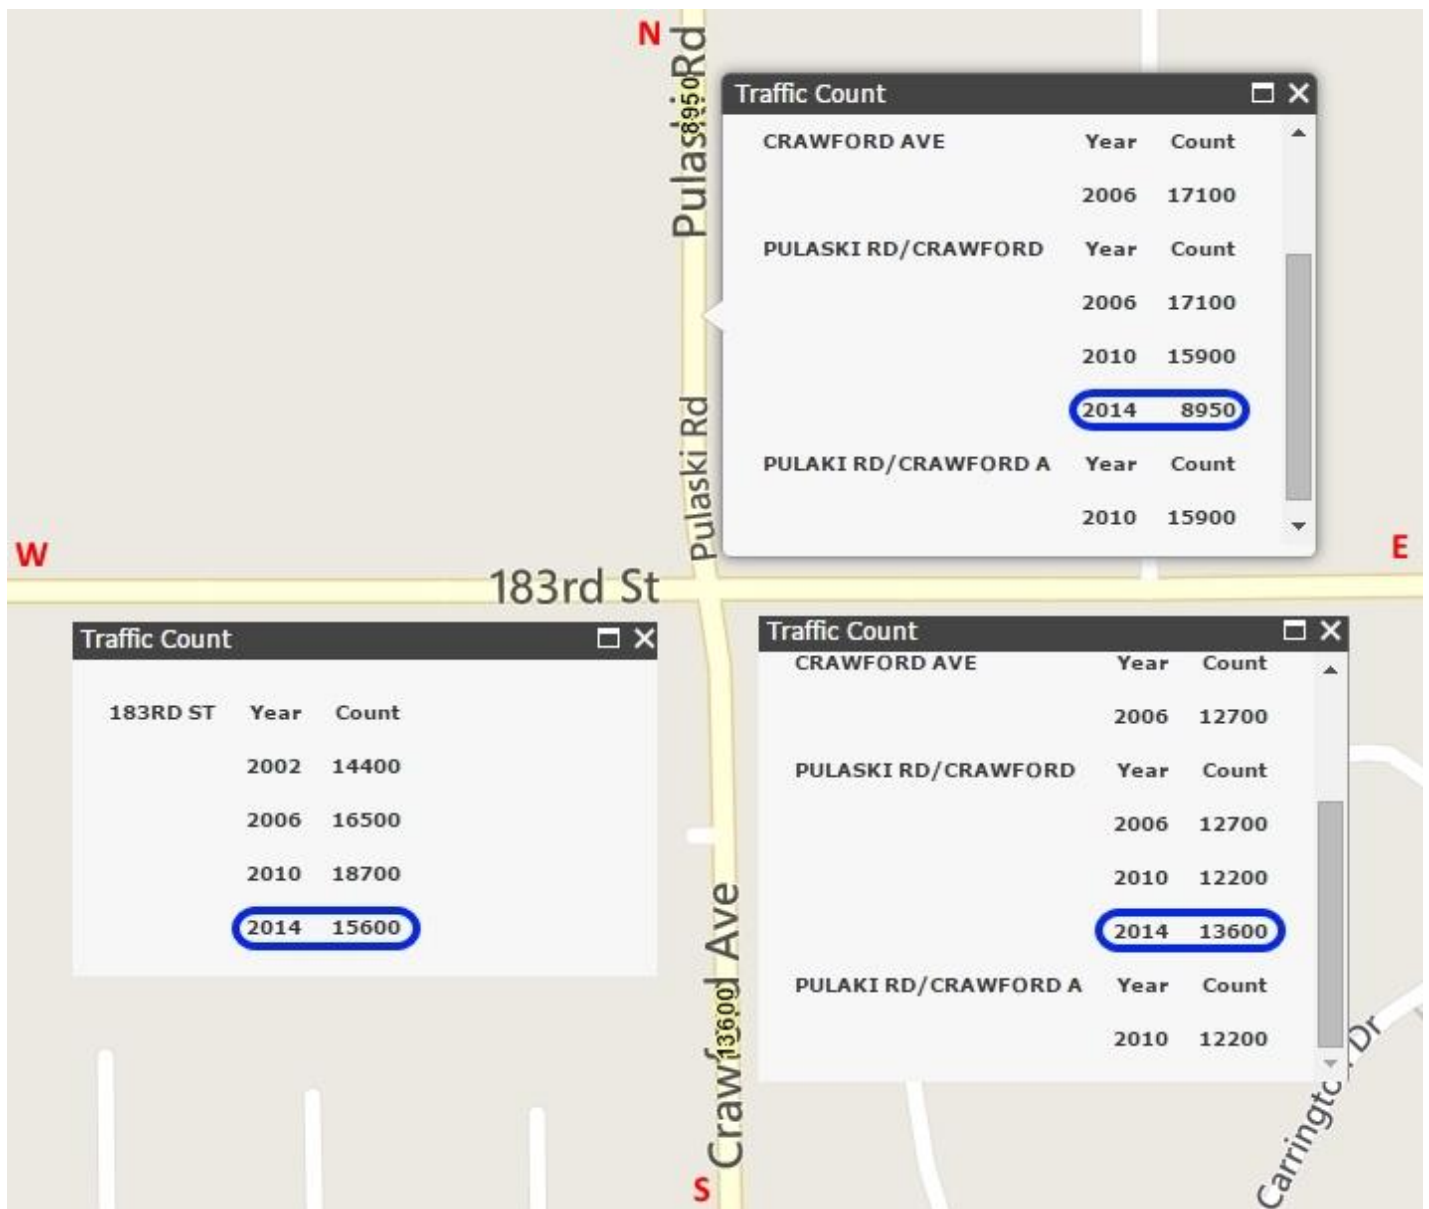 N
Pulaski Rd
8950
Traffic Count
CRAWFORD AVE Year Count
2006 17100
PULASKI RD/CRAWFORD Year Count
2006 17100
2010 15900
2014 8950
PULAKI RD/CRAWFORD A Year Count
2010 15900
Pulaski Rd
W
E
183rd St
Traffic Count
183RD ST Year Count
2002 14400
2006 16500
2010 18700
2014 15600
Traffic Count
CRAWFORD AVE Year Count
2006 12700
PULASKI RD/CRAWFORD Year Count
2006 12700
2010 12200
2014 13600
PULAKI RD/CRAWFORD A Year Count
2010 12200
Crawford Ave
13600
S
Carrington Dr